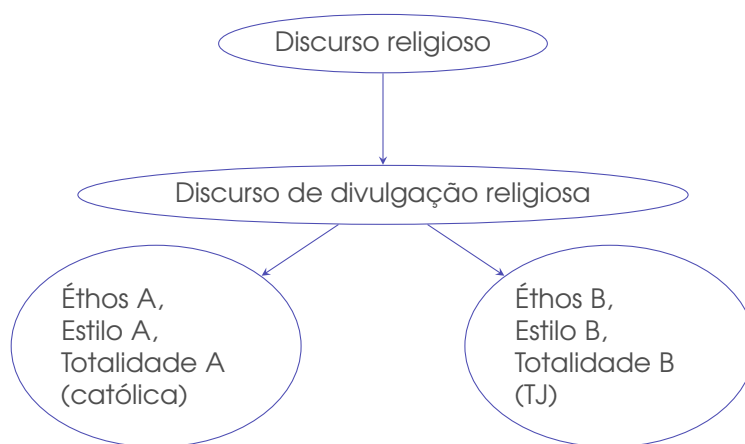 Discurso religioso
Discurso de divulgação religiosa
Éthos A,
Estilo A,
Totalidade A
(católica)
Éthos B,
Estilo B,
Totalidade B
(TJ)